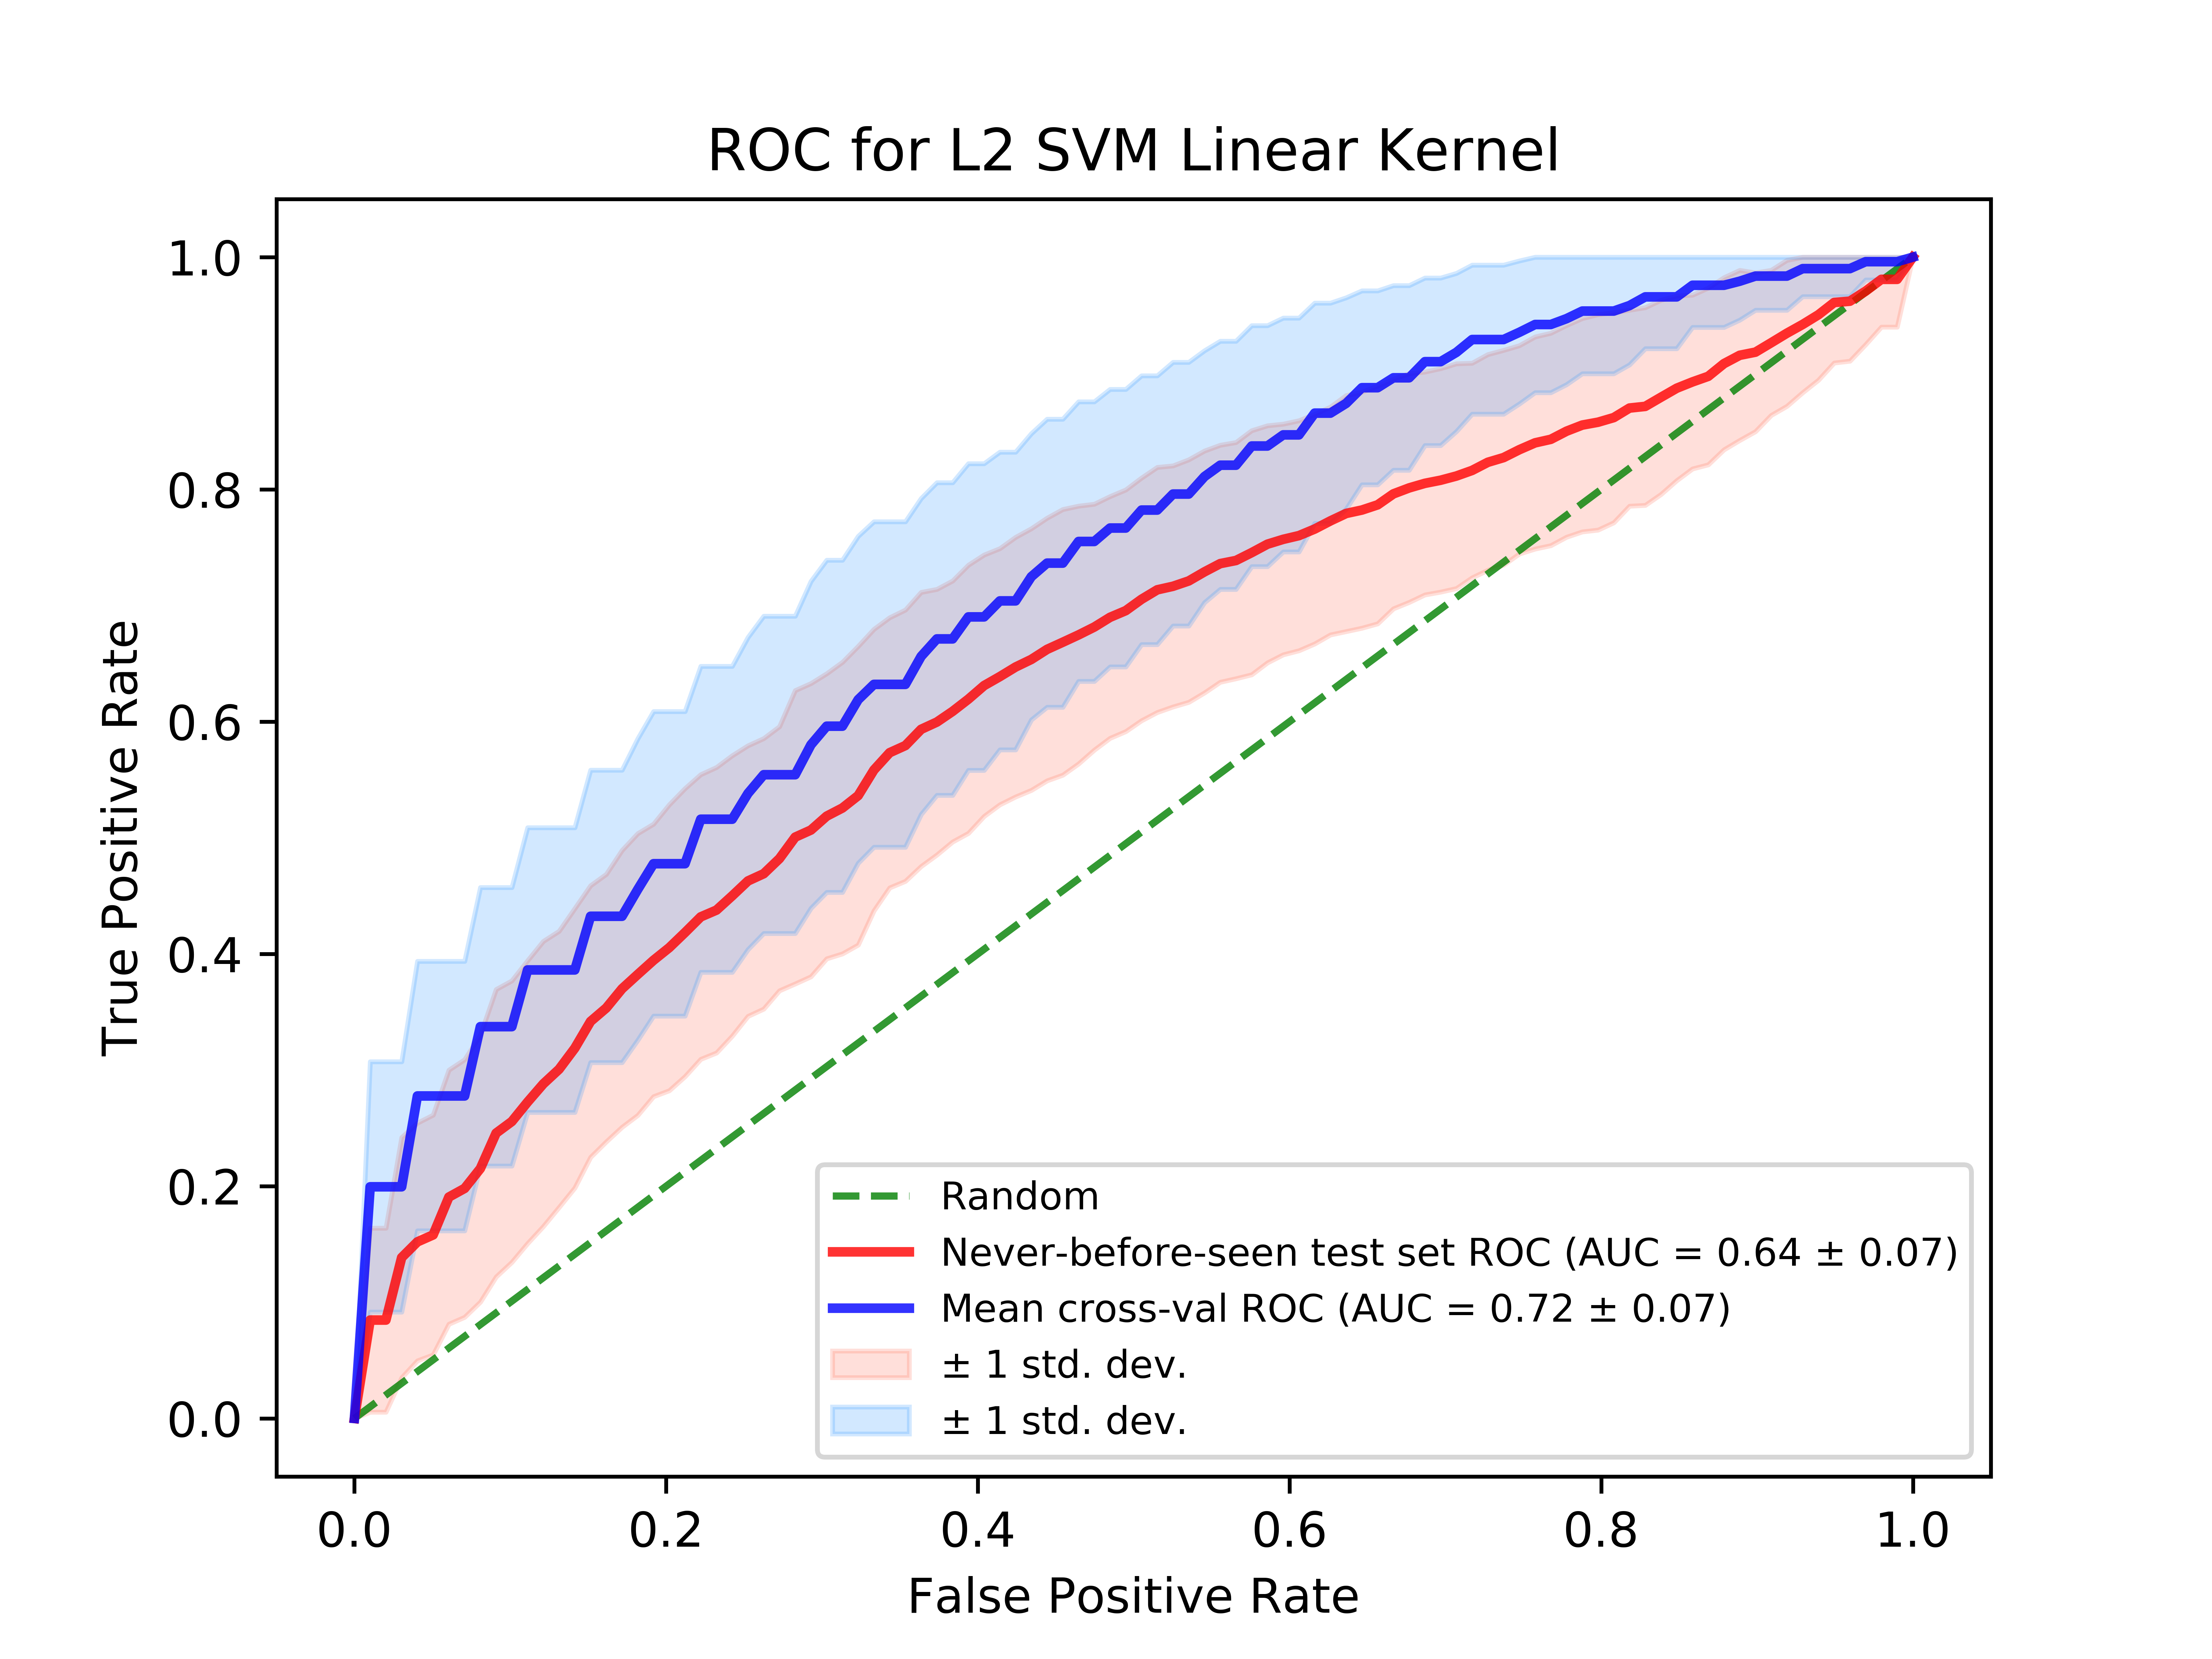 ROC for L2 SVM Linear Kernel
True Positive Rate
1.0
0.8
0.6
0.4
0.2
0.0
Random
Never-before-seen test set ROC (AUC = 0.64 ± 0.07)
Mean cross-val ROC (AUC = 0.72 ± 0.07)
± 1 std. dev.
± 1 std. dev.
0.0 0.2 0.4 0.6 0.8 1.0
False Positive Rate